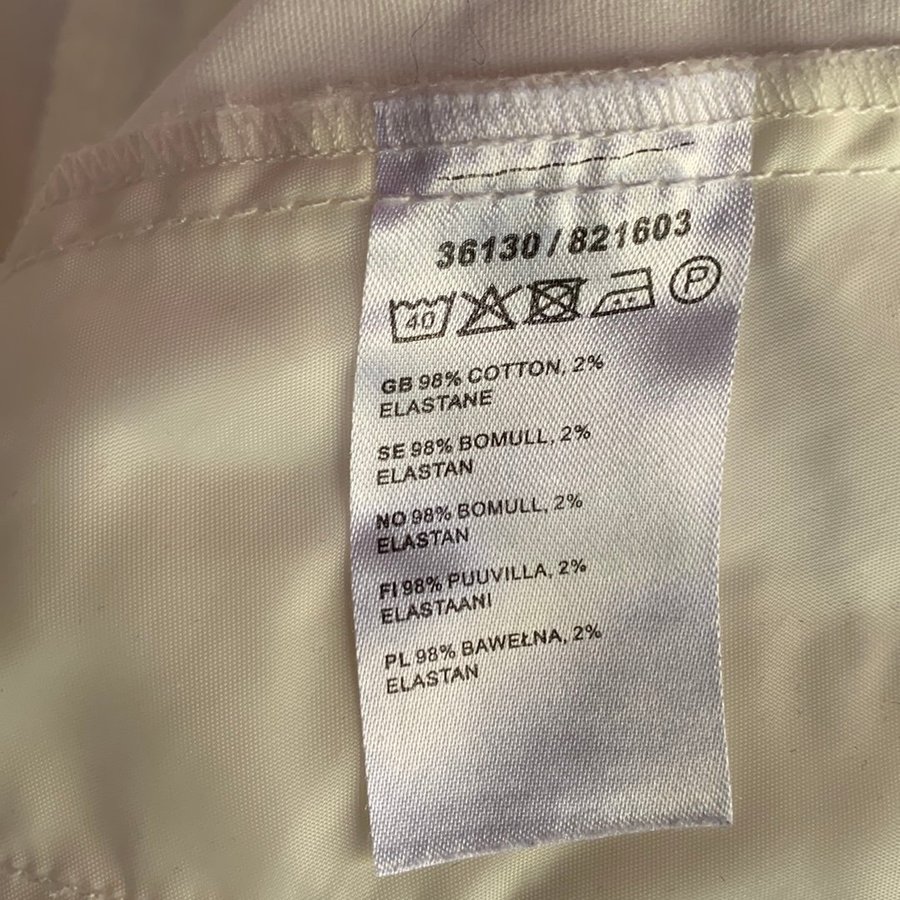 36130 / 821603
40 P
GB 98% COTTON, 2%
ELASTANE
SE 98% BOMULL, 2%
ELASTAN
NO 98% BOMULL, 2%
ELASTAN
FI 98% PUUVILLA, 2%
ELASTAANI
PL 98% BAWEŁNA, 2%
ELASTAN